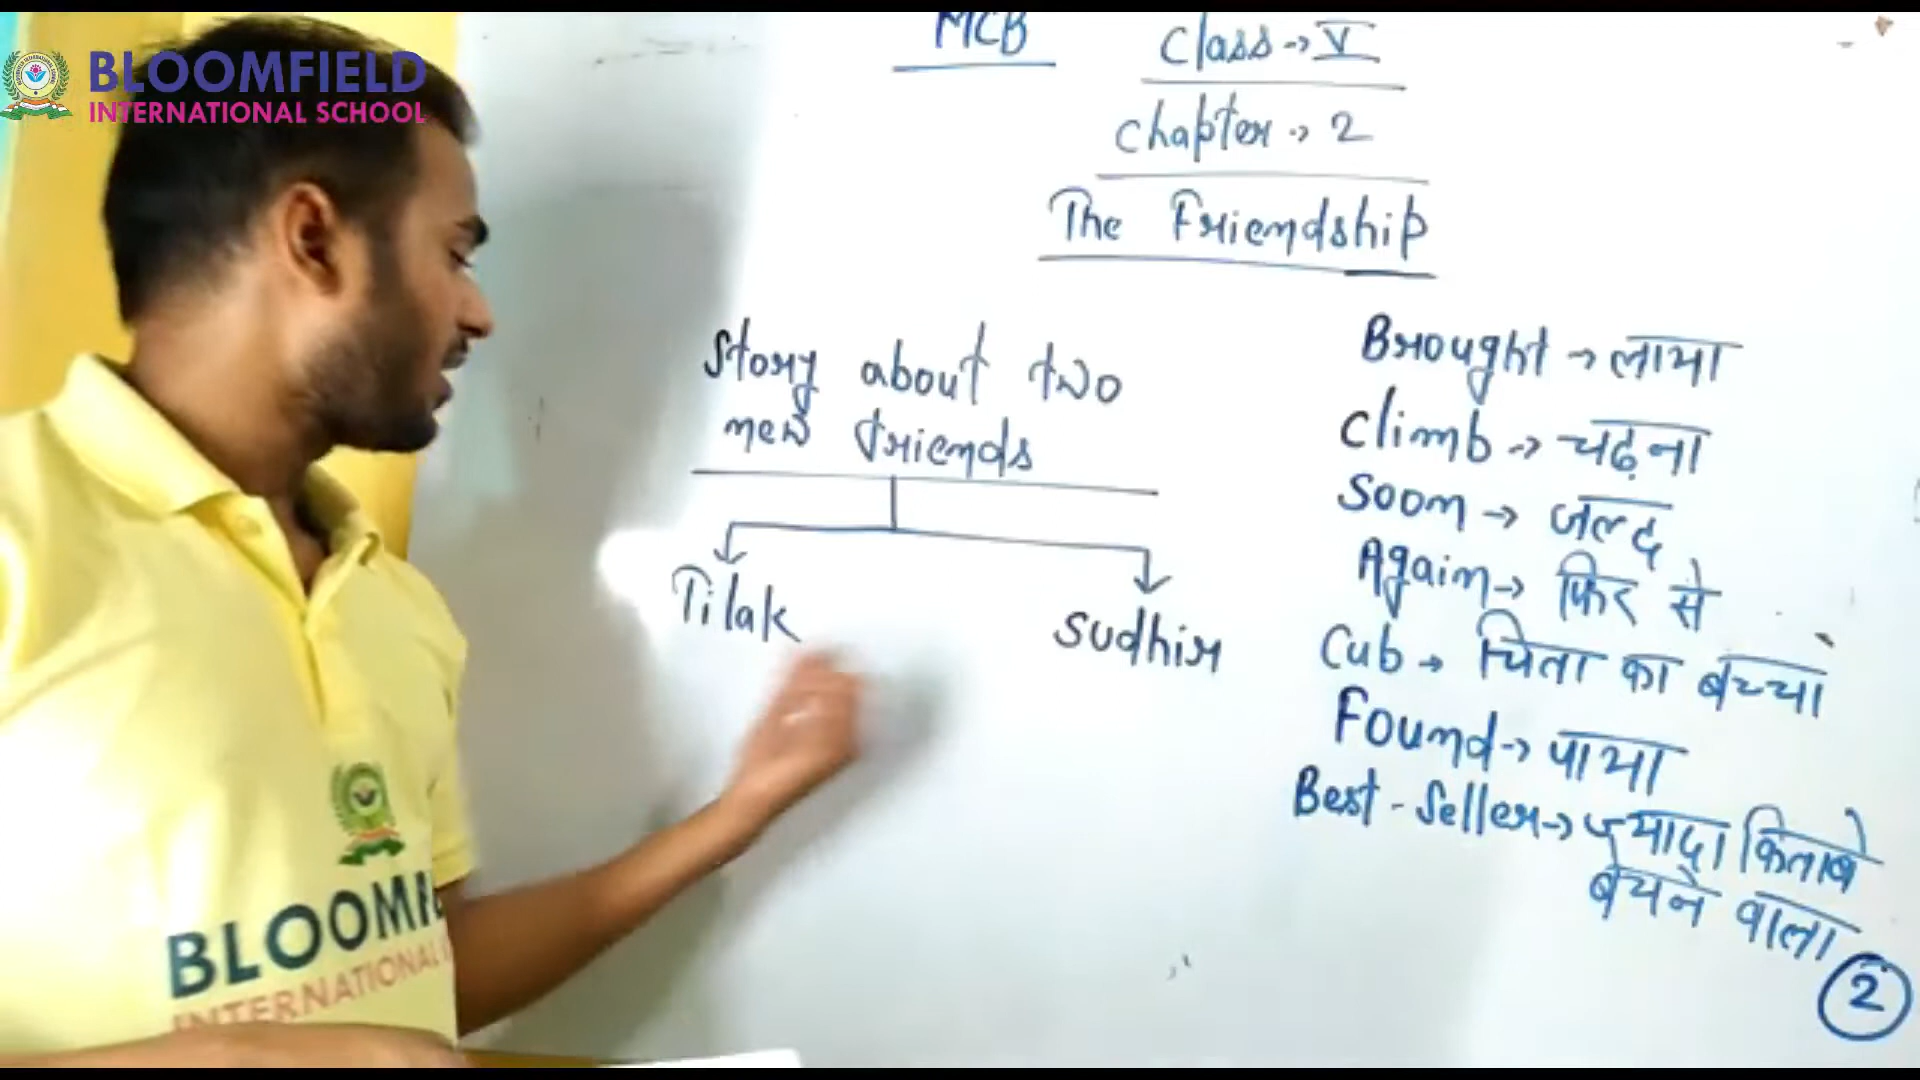 BLOOMFIELD
INTERNATIONAL SCHOOL
MCB
Class → V
Chapter → 2
The Friendship
Story about two
new friends
Tilak
Sudhir
Brought → लाया
Climb → चढ़ना
Soon → जल्द
Again → फिर से
Cub → चिता का बच्चा
Found → पाया
Best-Seller → ज्यादा किताबे
बेचने वाला
2
BLOOMF
INTERNATIONAL